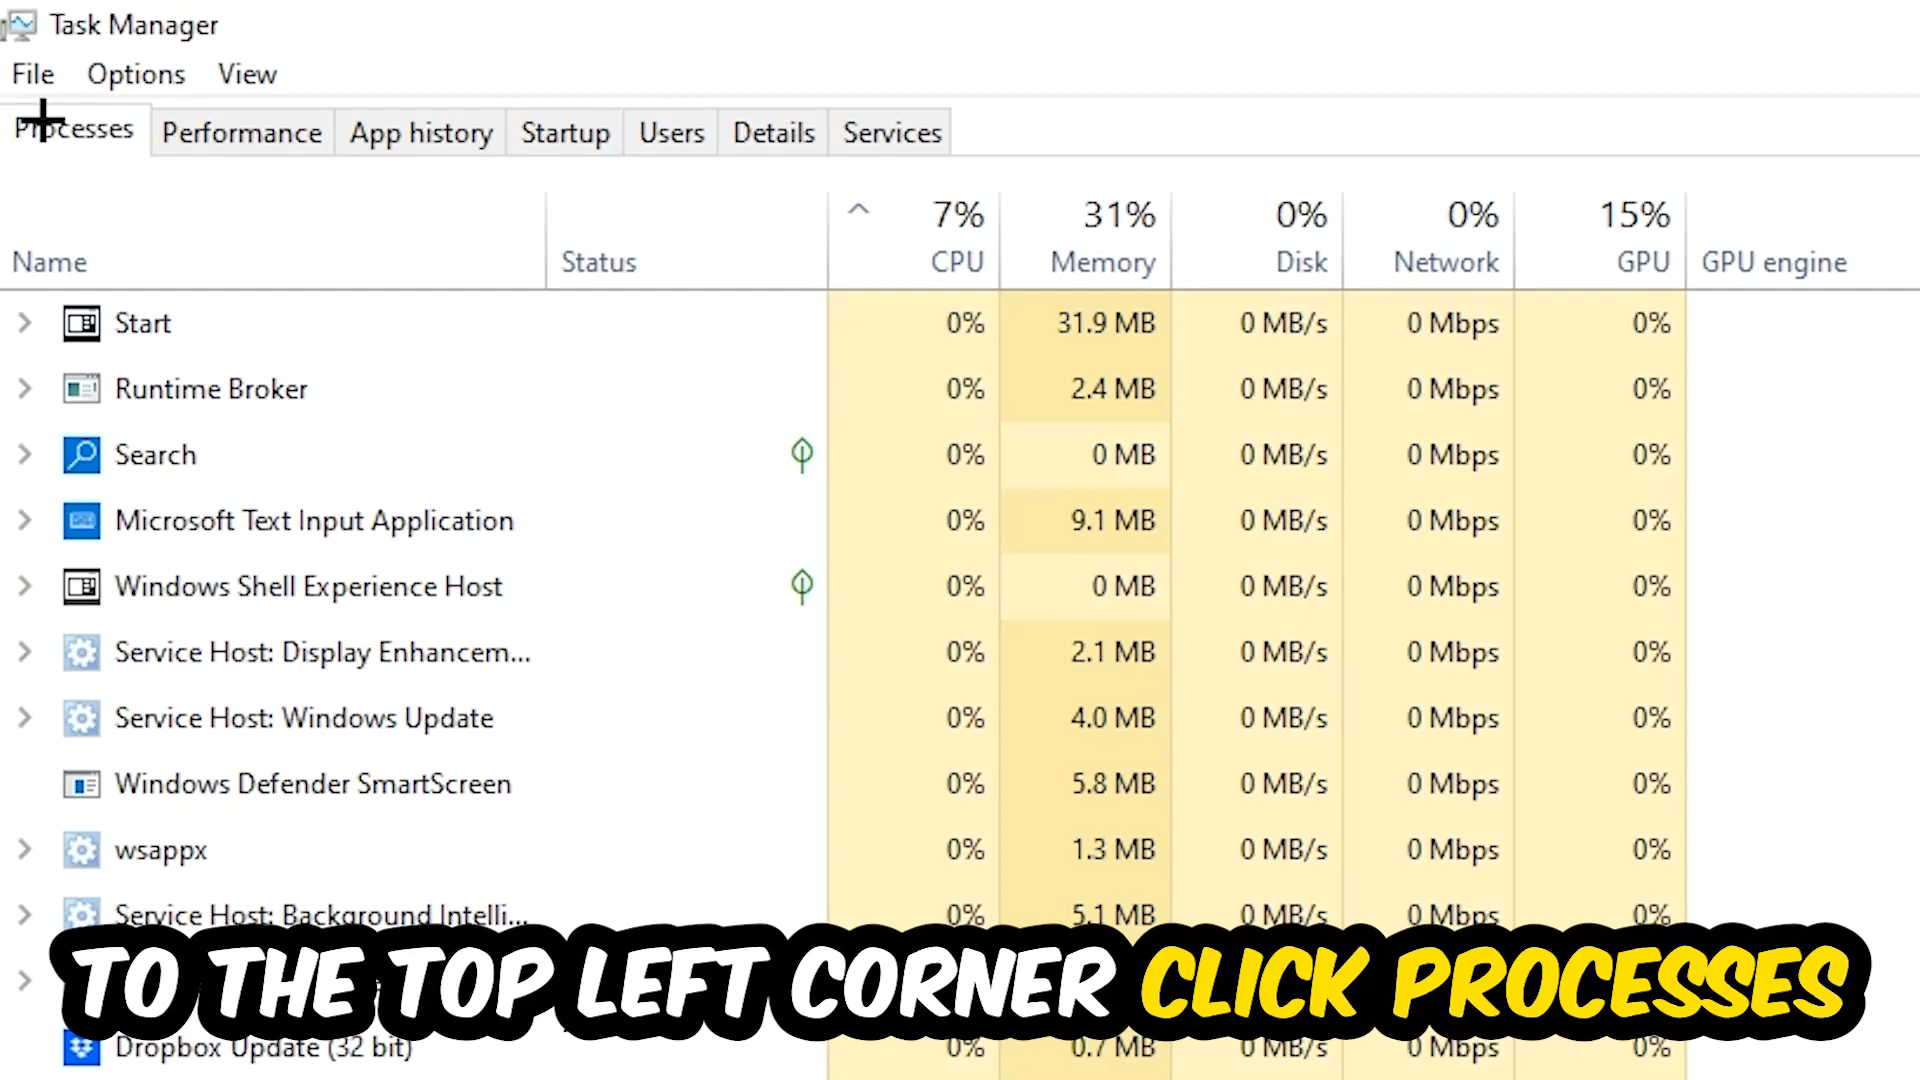 Task Manager
File Options View
Processes Performance App history Startup Users Details Services
7% 31% 0% 0% 15%
Name Status CPU Memory Disk Network GPU GPU engine
Start 0% 31.9 MB 0 MB/s 0 Mbps 0%
Runtime Broker 0% 2.4 MB 0 MB/s 0 Mbps 0%
Search 0% 0 MB 0 MB/s 0 Mbps 0%
Microsoft Text Input Application 0% 9.1 MB 0 MB/s 0 Mbps 0%
Windows Shell Experience Host 0% 0 MB 0 MB/s 0 Mbps 0%
Service Host: Display Enhancem... 0% 2.1 MB 0 MB/s 0 Mbps 0%
Service Host: Windows Update 0% 4.0 MB 0 MB/s 0 Mbps 0%
Windows Defender SmartScreen 0% 5.8 MB 0 MB/s 0 Mbps 0%
wsappx 0% 1.3 MB 0 MB/s 0 Mbps 0%
Service Host: Background Intelli... 0% 5.1 MB 0 MB/s 0 Mbps 0%
TO THE TOP LEFT CORNER CLICK PROCESSES
Dropbox Update (32 bit) 0% 0.7 MB 0 MB/s 0 Mbps 0%